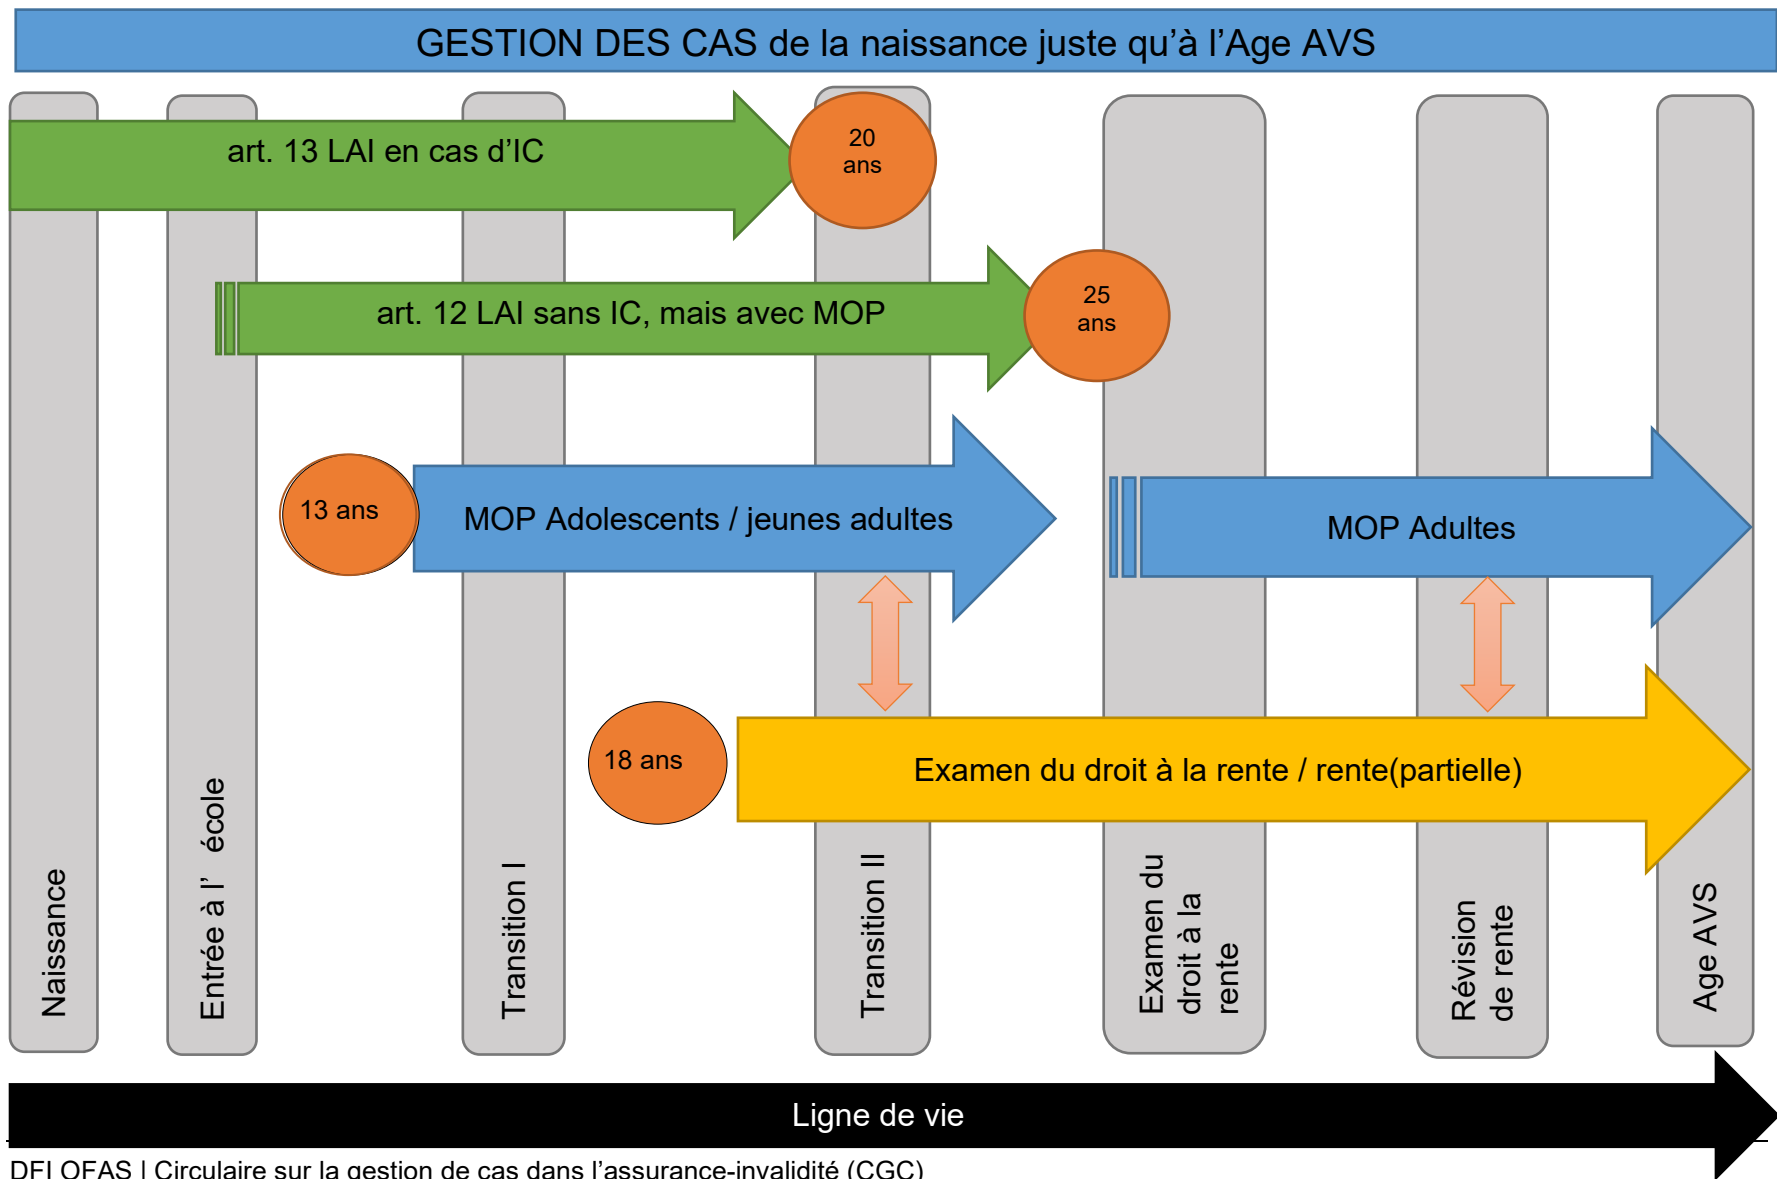 GESTION DES CAS de la naissance juste qu'à l'Age AVS
art. 13 LAI en cas d'IC
20
ans
art. 12 LAI sans IC, mais avec MOP
25
ans
13 ans
MOP Adolescents / jeunes adultes
MOP Adultes
18 ans
Examen du droit à la rente / rente(partielle)
Naissance
Entrée à l' école
Transition I
Transition II
Examen du
droit à la
rente
Révision
de rente
Age AVS
Ligne de vie
DFI OFAS | Circulaire sur la gestion de cas dans l'assurance-invalidité (CGC)